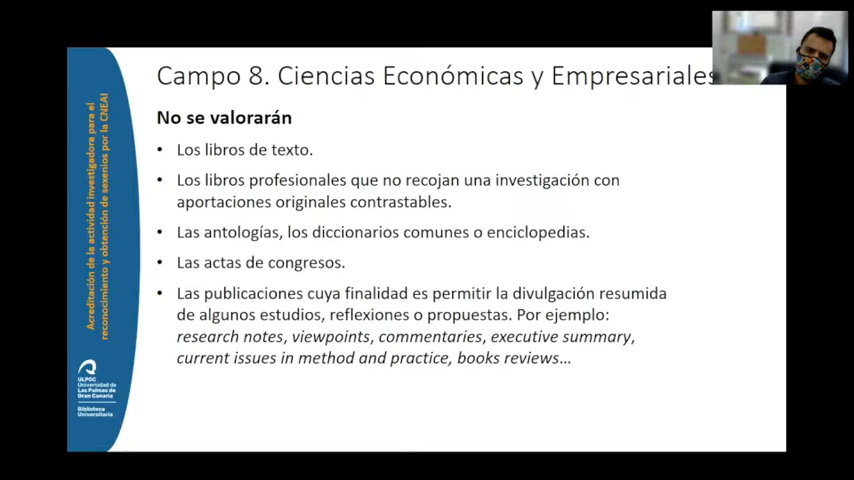 Campo 8. Ciencias Económicas y Empresariales
No se valorarán
• Los libros de texto.
• Los libros profesionales que no recojan una investigación con
aportaciones originales contrastables.
• Las antologías, los diccionarios comunes o enciclopedias.
• Las actas de congresos.
• Las publicaciones cuya finalidad es permitir la divulgación resumida
de algunos estudios, reflexiones o propuestas. Por ejemplo:
research notes, viewpoints, commentaries, executive summary,
current issues in method and practice, books reviews...
Acreditación de la actividad investigadora para el
reconocimiento y obtención de sexenios por la CNEAI
ULPGC
Universidad de
Las Palmas de
Gran Canaria
Biblioteca
Universitaria